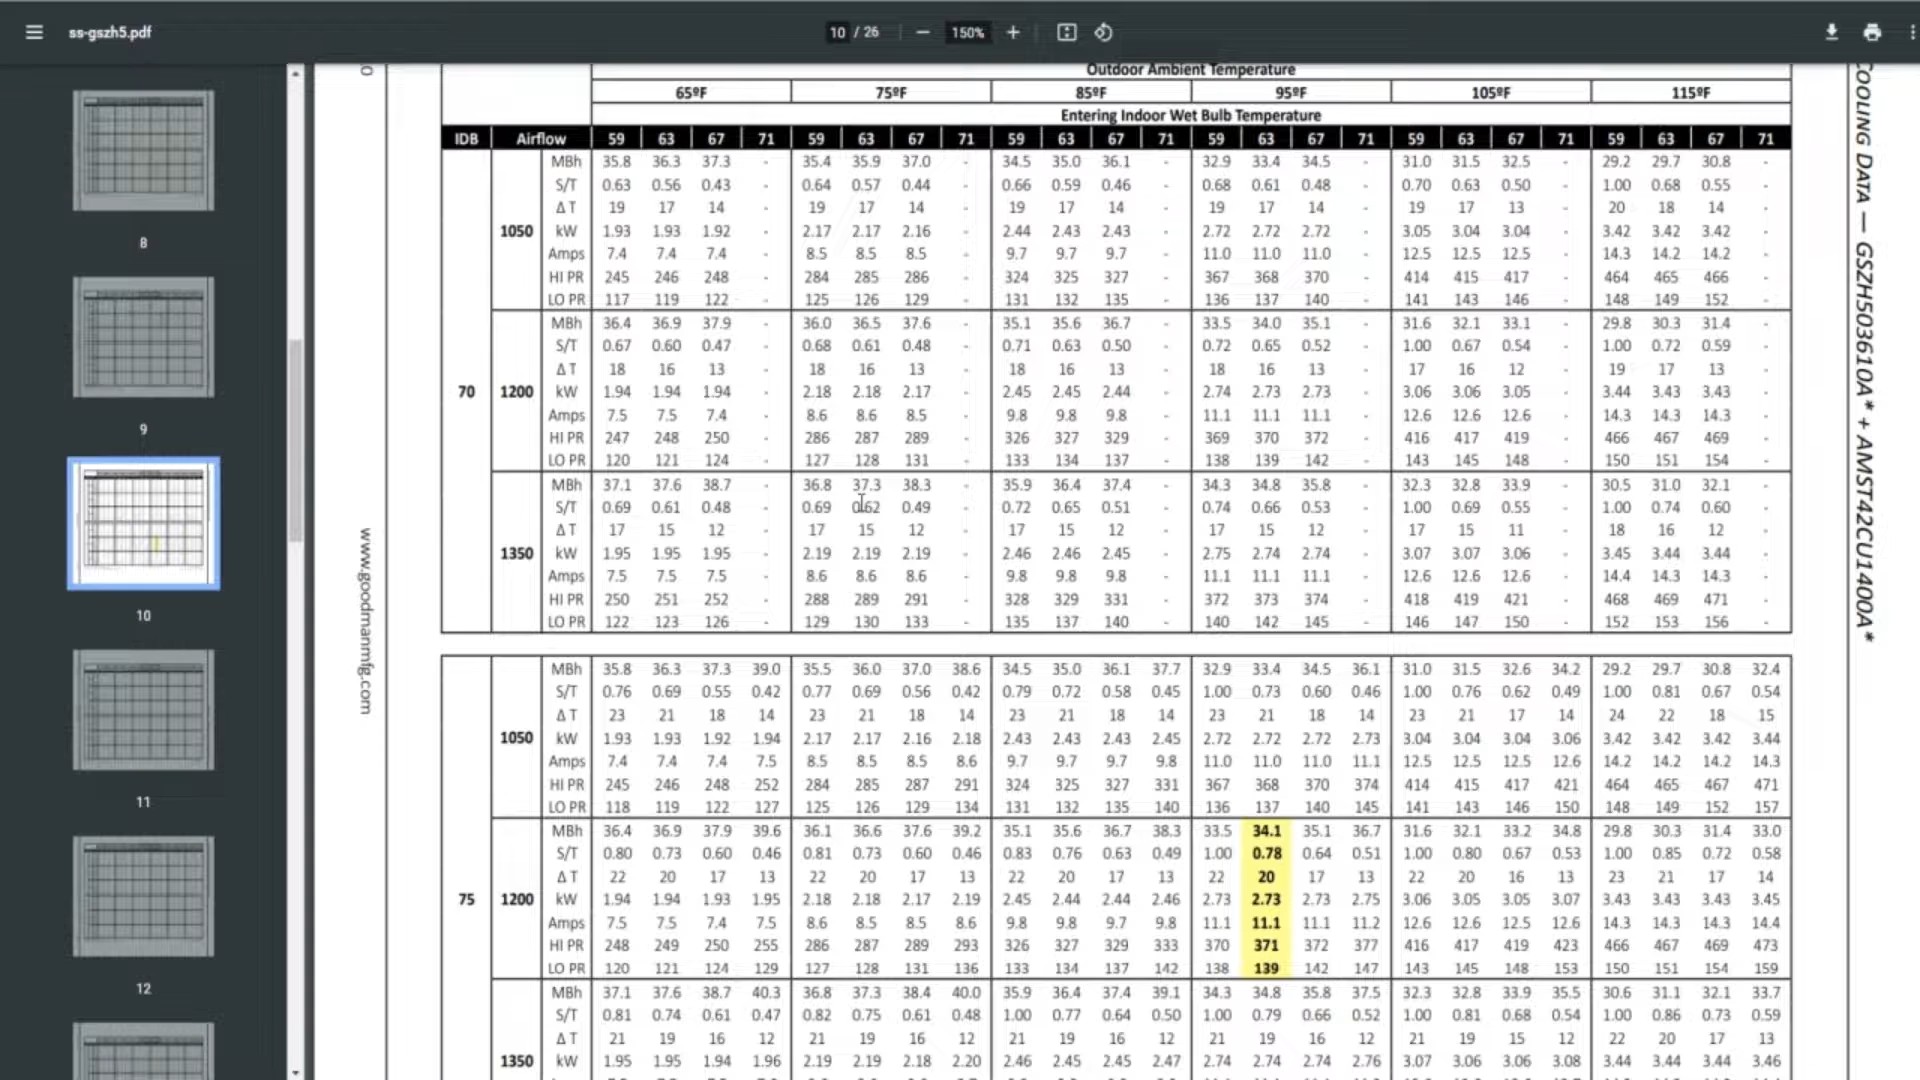 ss-gszh5.pdf
10 / 26
150%
8
9
10
11
12
www.goodmanmfg.com
COOLING DATA — GSZH503610A* + AMST42CU1400A*
Outdoor Ambient Temperature
65ºF 75ºF 85ºF 95ºF 105ºF 115ºF
Entering Indoor Wet Bulb Temperature
IDB Airflow 59 63 67 71 59 63 67 71 59 63 67 71 59 63 67 71 59 63 67 71 59 63 67 71
70
1050
MBh 35.8 36.3 37.3 - 35.4 35.9 37.0 - 34.5 35.0 36.1 - 32.9 33.4 34.5 - 31.0 31.5 32.5 - 29.2 29.7 30.8 -
S/T 0.63 0.56 0.43 - 0.64 0.57 0.44 - 0.66 0.59 0.46 - 0.68 0.61 0.48 - 0.70 0.63 0.50 - 1.00 0.68 0.55 -
Δ T 19 17 14 - 19 17 14 - 19 17 14 - 19 17 14 - 19 17 13 - 20 18 14 -
kW 1.93 1.93 1.92 - 2.17 2.17 2.16 - 2.44 2.43 2.43 - 2.72 2.72 2.72 - 3.05 3.04 3.04 - 3.42 3.42 3.42 -
Amps 7.4 7.4 7.4 - 8.5 8.5 8.5 - 9.7 9.7 9.7 - 11.0 11.0 11.0 - 12.5 12.5 12.5 - 14.3 14.2 14.2 -
HI PR 245 246 248 - 284 285 286 - 324 325 327 - 367 368 370 - 414 415 417 - 464 465 466 -
LO PR 117 119 122 - 125 126 129 - 131 132 135 - 136 137 140 - 141 143 146 - 148 149 152 -
1200
MBh 36.4 36.9 37.9 - 36.0 36.5 37.6 - 35.1 35.6 36.7 - 33.5 34.0 35.1 - 31.6 32.1 33.1 - 29.8 30.3 31.4 -
S/T 0.67 0.60 0.47 - 0.68 0.61 0.48 - 0.71 0.63 0.50 - 0.72 0.65 0.52 - 1.00 0.67 0.54 - 1.00 0.72 0.59 -
Δ T 18 16 13 - 18 16 13 - 18 16 13 - 18 16 13 - 17 16 12 - 19 17 13 -
kW 1.94 1.94 1.94 - 2.18 2.18 2.17 - 2.45 2.45 2.44 - 2.74 2.73 2.73 - 3.06 3.06 3.05 - 3.44 3.43 3.43 -
Amps 7.5 7.5 7.4 - 8.6 8.6 8.5 - 9.8 9.8 9.8 - 11.1 11.1 11.1 - 12.6 12.6 12.6 - 14.3 14.3 14.3 -
HI PR 247 248 250 - 286 287 289 - 326 327 329 - 369 370 372 - 416 417 419 - 466 467 469 -
LO PR 120 121 124 - 127 128 131 - 133 134 137 - 138 139 142 - 143 145 148 - 150 151 154 -
1350
MBh 37.1 37.6 38.7 - 36.8 37.3 38.3 - 35.9 36.4 37.4 - 34.3 34.8 35.8 - 32.3 32.8 33.9 - 30.5 31.0 32.1 -
S/T 0.69 0.61 0.48 - 0.69 0.62 0.49 - 0.72 0.65 0.51 - 0.74 0.66 0.53 - 1.00 0.69 0.55 - 1.00 0.74 0.60 -
Δ T 17 15 12 - 17 15 12 - 17 15 12 - 17 15 12 - 17 15 11 - 18 16 12 -
kW 1.95 1.95 1.95 - 2.19 2.19 2.19 - 2.46 2.46 2.45 - 2.75 2.74 2.74 - 3.07 3.07 3.06 - 3.45 3.44 3.44 -
Amps 7.5 7.5 7.5 - 8.6 8.6 8.6 - 9.8 9.8 9.8 - 11.1 11.1 11.1 - 12.6 12.6 12.6 - 14.4 14.3 14.3 -
HI PR 250 251 252 - 288 289 291 - 328 329 331 - 372 373 374 - 418 419 421 - 468 469 471 -
LO PR 122 123 126 - 129 130 133 - 135 137 140 - 140 142 145 - 146 147 150 - 152 153 156 -
75
1050
MBh 35.8 36.3 37.3 39.0 35.5 36.0 37.0 38.6 34.5 35.0 36.1 37.7 32.9 33.4 34.5 36.1 31.0 31.5 32.6 34.2 29.2 29.7 30.8 32.4
S/T 0.76 0.69 0.55 0.42 0.77 0.69 0.56 0.42 0.79 0.72 0.58 0.45 1.00 0.73 0.60 0.46 1.00 0.76 0.62 0.49 1.00 0.81 0.67 0.54
Δ T 23 21 18 14 23 21 18 14 23 21 18 14 23 21 18 14 23 21 17 14 24 22 18 15
kW 1.93 1.93 1.92 1.94 2.17 2.17 2.16 2.18 2.43 2.43 2.43 2.45 2.72 2.72 2.72 2.73 3.04 3.04 3.04 3.06 3.42 3.42 3.42 3.44
Amps 7.4 7.4 7.4 7.5 8.5 8.5 8.5 8.6 9.7 9.7 9.7 9.8 11.0 11.0 11.0 11.1 12.5 12.5 12.5 12.6 14.2 14.2 14.2 14.3
HI PR 245 246 248 252 284 285 287 291 324 325 327 331 367 368 370 374 414 415 417 421 464 465 467 471
LO PR 118 119 122 127 125 126 129 134 131 132 135 140 136 137 140 145 141 143 146 150 148 149 152 157
1200
MBh 36.4 36.9 37.9 39.6 36.1 36.6 37.6 39.2 35.1 35.6 36.7 38.3 33.5 34.1 35.1 36.7 31.6 32.1 33.2 34.8 29.8 30.3 31.4 33.0
S/T 0.80 0.73 0.60 0.46 0.81 0.73 0.60 0.46 0.83 0.76 0.63 0.49 1.00 0.78 0.64 0.51 1.00 0.80 0.67 0.53 1.00 0.85 0.72 0.58
Δ T 22 20 17 13 22 20 17 13 22 20 17 13 22 20 17 13 22 20 16 13 23 21 17 14
kW 1.94 1.94 1.93 1.95 2.18 2.18 2.17 2.19 2.45 2.44 2.44 2.46 2.73 2.73 2.73 2.75 3.06 3.05 3.05 3.07 3.43 3.43 3.43 3.45
Amps 7.5 7.5 7.4 7.5 8.6 8.6 8.5 8.6 9.8 9.8 9.8 9.8 11.1 11.1 11.1 11.2 12.6 12.6 12.5 12.6 14.3 14.3 14.3 14.4
HI PR 248 249 250 255 286 287 289 293 326 327 329 333 370 371 372 377 416 417 419 423 466 467 469 473
LO PR 120 121 124 129 127 128 131 136 133 134 137 142 138 139 142 147 143 145 148 153 150 151 154 159
1350
MBh 37.1 37.6 38.7 40.3 36.8 37.3 38.4 40.0 35.9 36.4 37.4 39.1 34.3 34.8 35.8 37.5 32.3 32.8 33.9 35.5 30.6 31.1 32.1 33.7
S/T 0.81 0.74 0.61 0.47 0.82 0.75 0.61 0.48 1.00 0.77 0.64 0.50 1.00 0.79 0.66 0.52 1.00 0.81 0.68 0.54 1.00 0.86 0.73 0.59
Δ T 21 19 16 12 21 19 16 12 21 19 16 12 21 19 16 12 21 19 15 12 22 20 17 13
kW 1.95 1.95 1.94 1.96 2.19 2.19 2.18 2.20 2.46 2.45 2.45 2.47 2.74 2.74 2.74 2.76 3.07 3.06 3.06 3.08 3.44 3.44 3.44 3.46